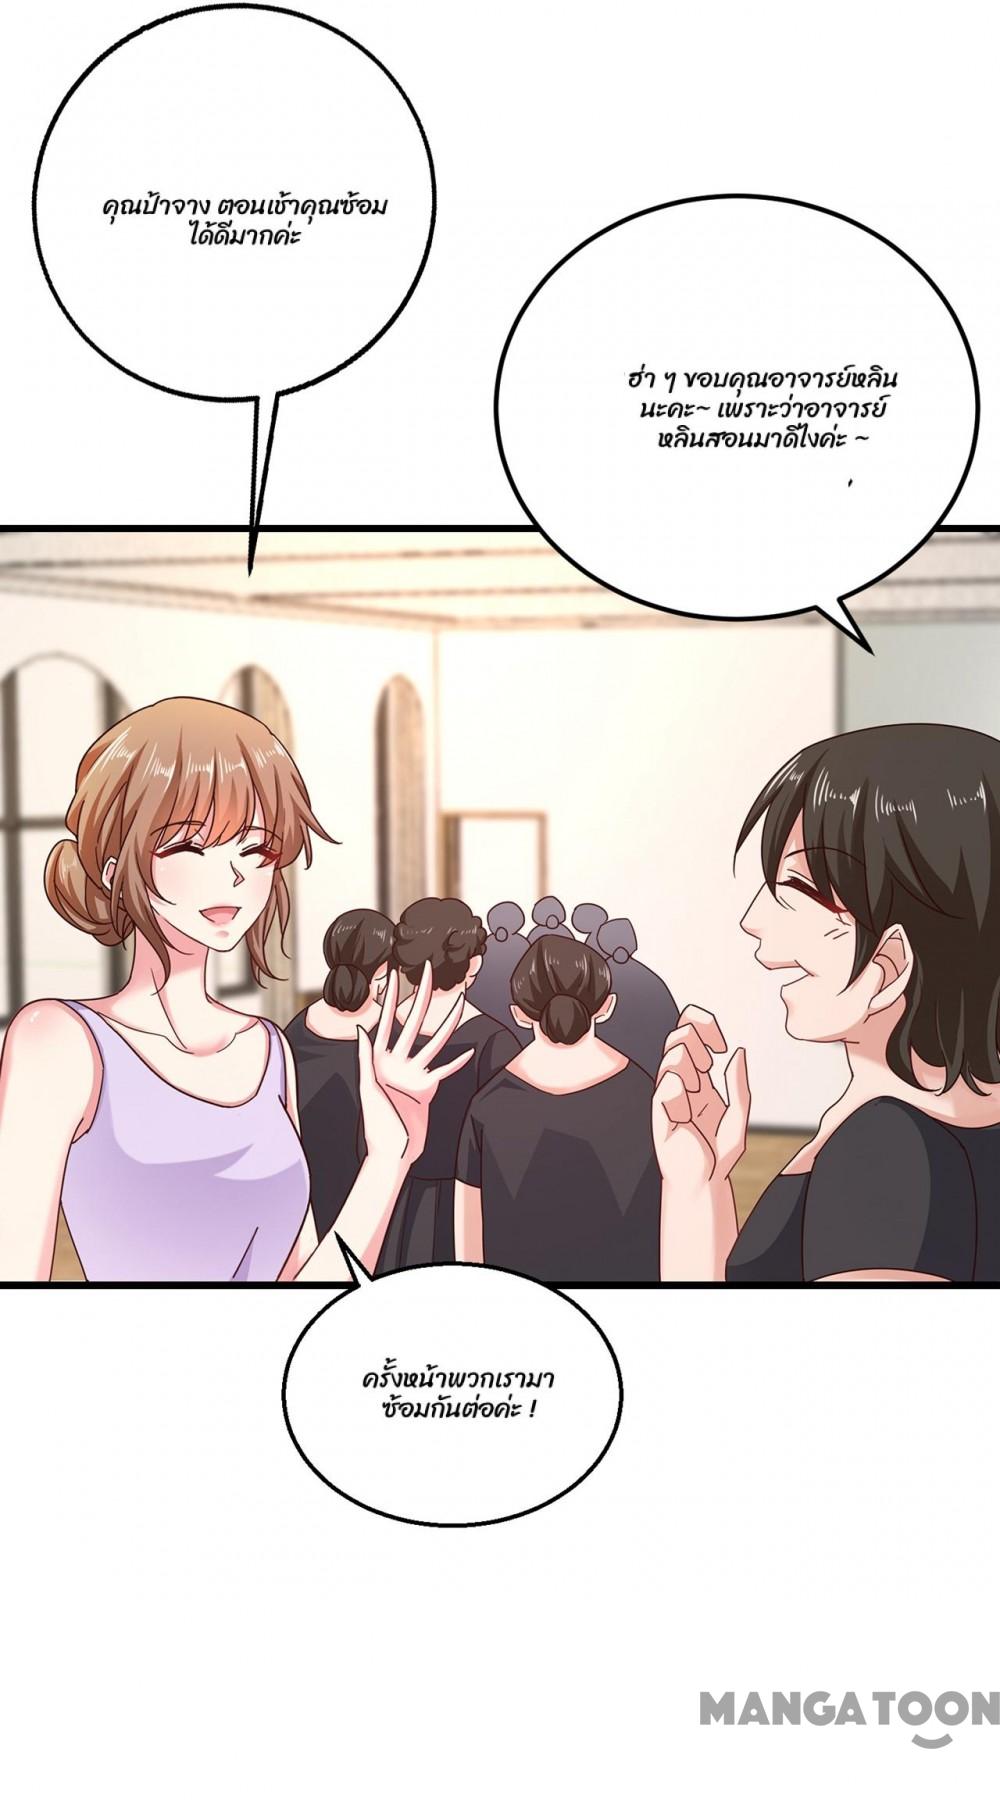 คุณป้าจาง ตอนเช้าคุณซ้อม
ได้ดีมากค่ะ
ฮ่า ๆ ขอบคุณอาจารย์หลิน
นะคะ~ เพราะว่าอาจารย์
หลินสอนมาดีไงค่ะ ~
ครั้งหน้าพวกเรามา
ซ้อมกันต่อค่ะ !
MANGATOON